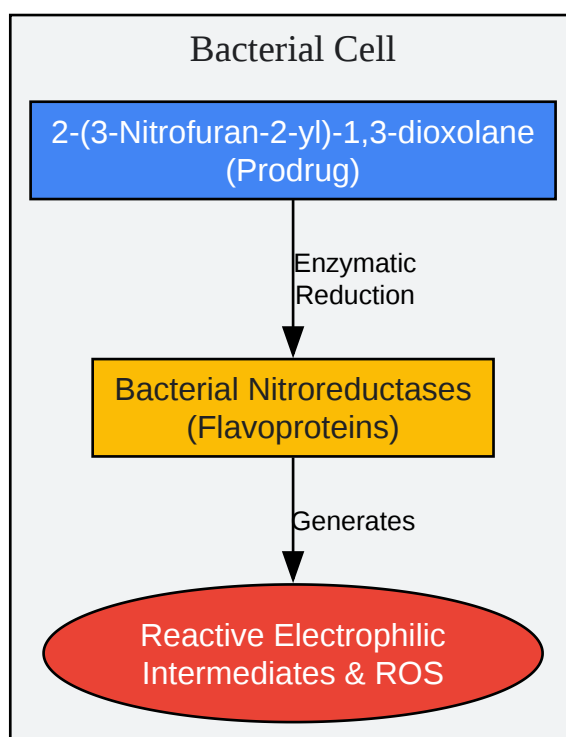 Bacterial Cell
2-(3-Nitrofuran-2-yl)-1,3-dioxolane
(Prodrug)
Enzymatic
Reduction
Bacterial Nitroreductases
(Flavoproteins)
Generates
Reactive Electrophilic
Intermediates & ROS